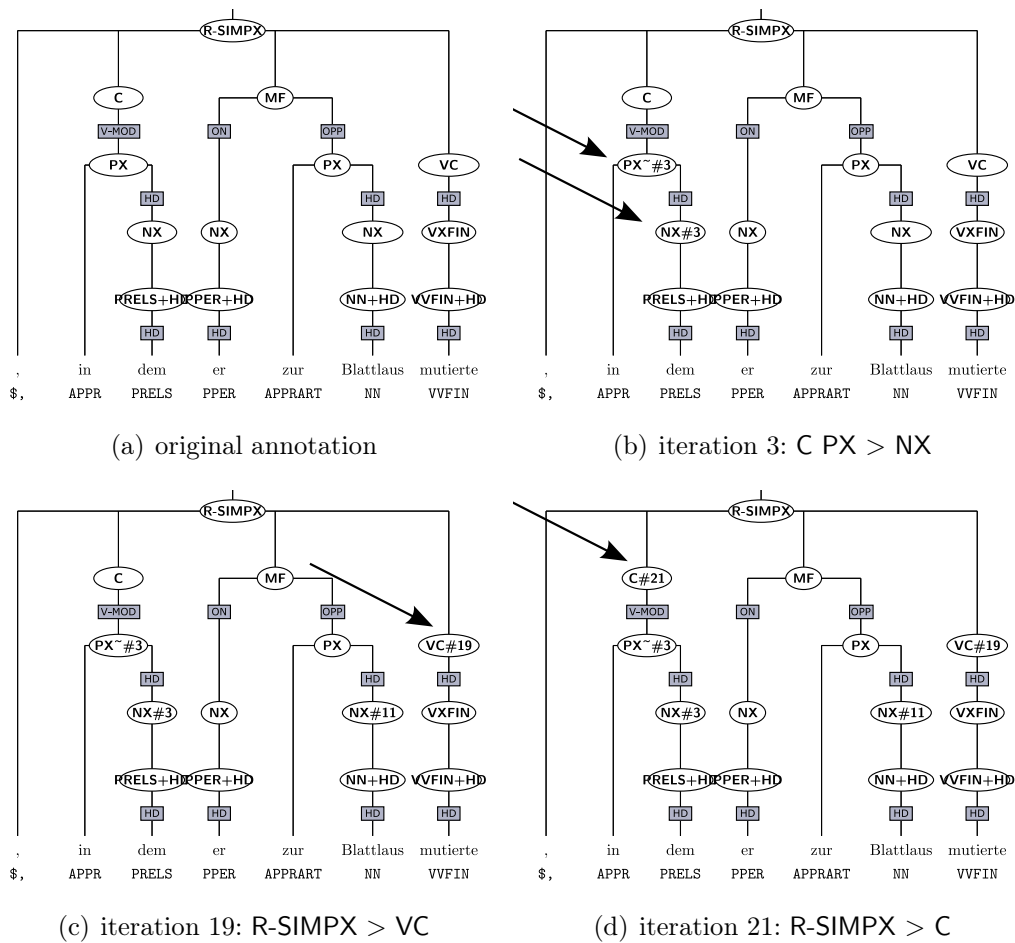 R-SIMPX R-SIMPX
C MF C MF
V-MOD ON OPP V-MOD ON OPP
PX PX VC PX~#3 PX VC
HD HD HD HD HD HD
NX NX NX VXFIN NX#3 NX NX VXFIN
PRELS+HD PPER+HD NN+HD VVFIN+HD PRELS+HD PPER+HD NN+HD VVFIN+HD
HD HD HD HD HD HD HD HD
, in dem er zur Blattlaus mutierte , in dem er zur Blattlaus mutierte
$, APPR PRELS PPER APPRART NN VVFIN $, APPR PRELS PPER APPRART NN VVFIN
(a) original annotation (b) iteration 3: C PX > NX
R-SIMPX R-SIMPX
C MF C#21 MF
V-MOD ON OPP V-MOD ON OPP
PX~#3 PX VC#19 PX~#3 PX VC#19
HD HD HD HD HD HD
NX#3 NX NX#11 VXFIN NX#3 NX NX#11 VXFIN
PRELS+HD PPER+HD NN+HD VVFIN+HD PRELS+HD PPER+HD NN+HD VVFIN+HD
HD HD HD HD HD HD HD HD
, in dem er zur Blattlaus mutierte , in dem er zur Blattlaus mutierte
$, APPR PRELS PPER APPRART NN VVFIN $, APPR PRELS PPER APPRART NN VVFIN
(c) iteration 19: R-SIMPX > VC (d) iteration 21: R-SIMPX > C